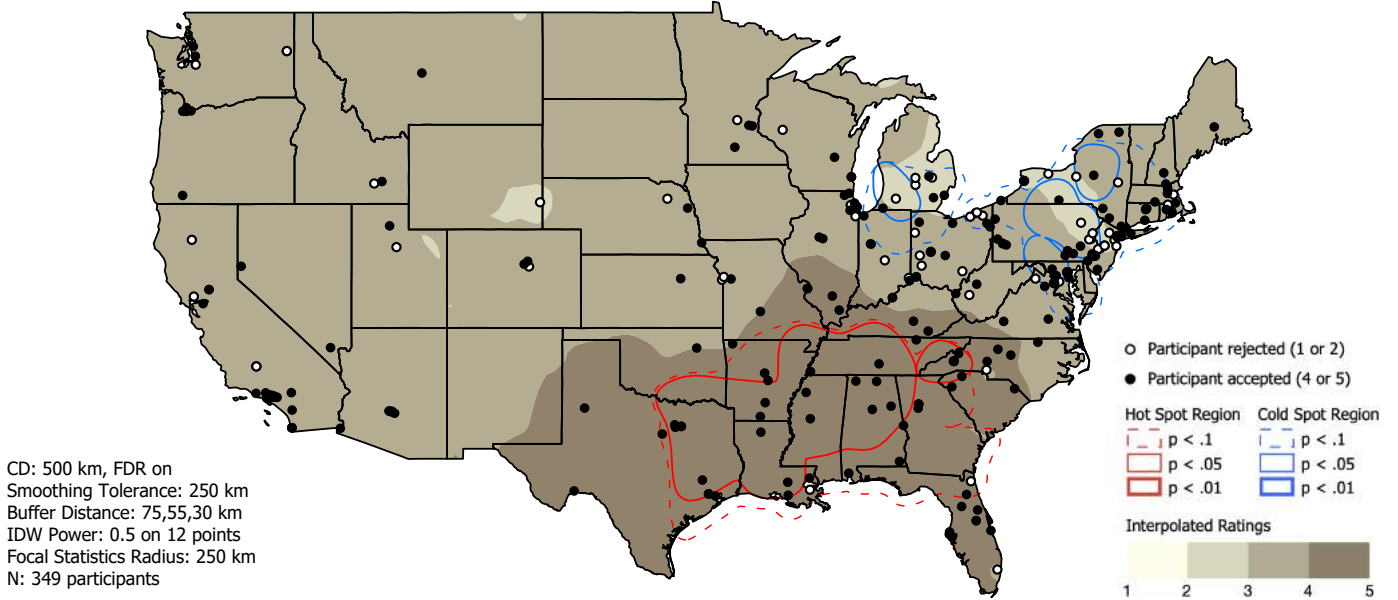 CD: 500 km, FDR on
Smoothing Tolerance: 250 km
Buffer Distance: 75,55,30 km
IDW Power: 0.5 on 12 points
Focal Statistics Radius: 250 km
N: 349 participants
Participant rejected (1 or 2)
Participant accepted (4 or 5)
Hot Spot Region Cold Spot Region
p < .1 p < .1
p < .05 p < .05
p < .01 p < .01
Interpolated Ratings
1 2 3 4 5